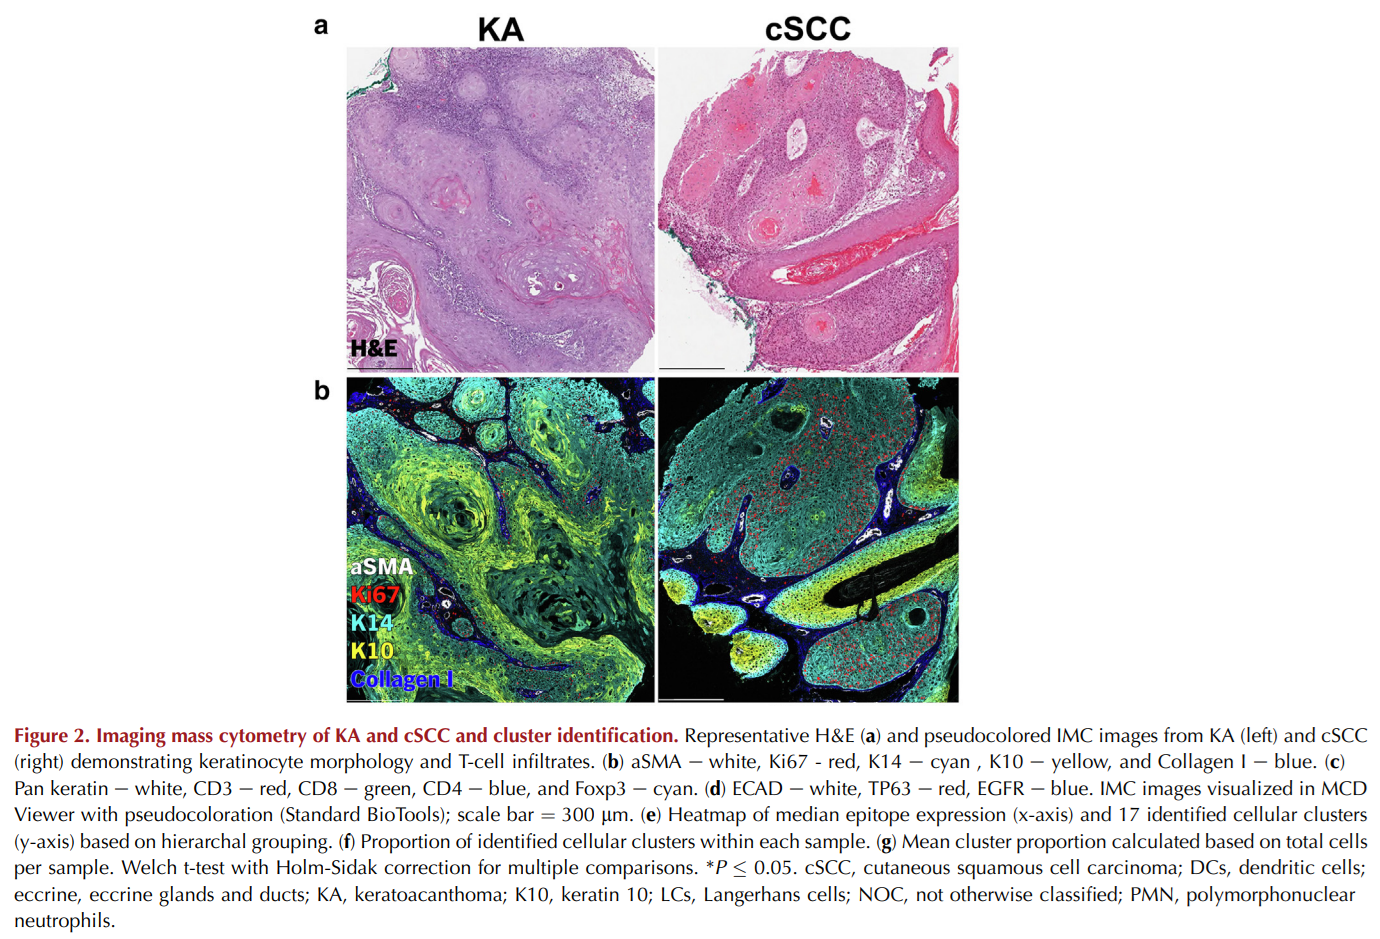 a
KA
cSCC
H&E
b
aSMA
Ki67
K14
K10
Collagen I
Figure 2. Imaging mass cytometry of KA and cSCC and cluster identification. Representative H&E (a) and pseudocolored IMC images from KA (left) and cSCC
(right) demonstrating keratinocyte morphology and T-cell infiltrates. (b) aSMA – white, Ki67 - red, K14 – cyan , K10 – yellow, and Collagen I – blue. (c)
Pan keratin – white, CD3 – red, CD8 – green, CD4 – blue, and Foxp3 – cyan. (d) ECAD – white, TP63 – red, EGFR – blue. IMC images visualized in MCD
Viewer with pseudocoloration (Standard BioTools); scale bar = 300 μm. (e) Heatmap of median epitope expression (x-axis) and 17 identified cellular clusters
(y-axis) based on hierarchal grouping. (f) Proportion of identified cellular clusters within each sample. (g) Mean cluster proportion calculated based on total cells
per sample. Welch t-test with Holm-Sidak correction for multiple comparisons. *P ≤ 0.05. cSCC, cutaneous squamous cell carcinoma; DCs, dendritic cells;
eccrine, eccrine glands and ducts; KA, keratoacanthoma; K10, keratin 10; LCs, Langerhans cells; NOC, not otherwise classified; PMN, polymorphonuclear
neutrophils.